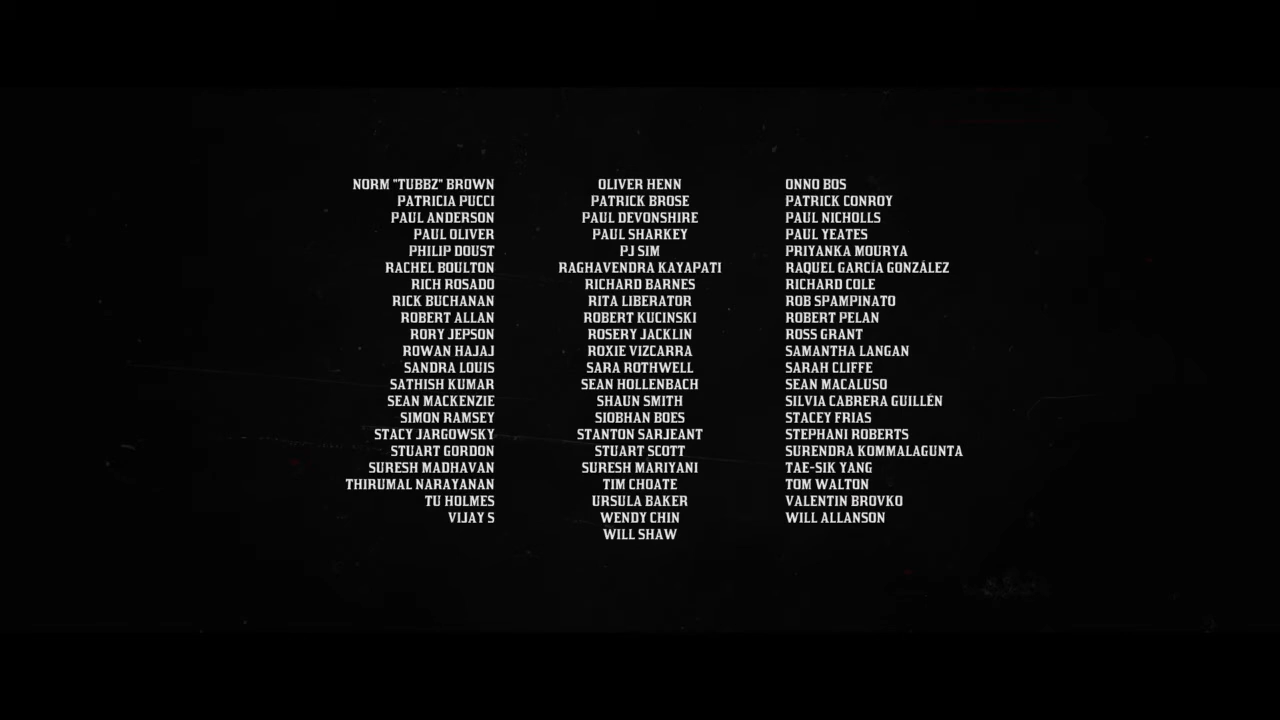 NORM "TUBBZ" BROWN OLIVER HENN ONNO BOS
PATRICIA PUCCI PATRICK BROSE PATRICK CONROY
PAUL ANDERSON PAUL DEVONSHIRE PAUL NICHOLLS
PAUL OLIVER PAUL SHARKEY PAUL YEATES
PHILIP DOUST PJ SIM PRIYANKA MOURYA
RACHEL BOULTON RAGHAVENDRA KAYAPATI RAQUEL GARCÍA GONZÁLEZ
RICH ROSADO RICHARD BARNES RICHARD COLE
RICK BUCHANAN RITA LIBERATOR ROB SPAMPINATO
ROBERT ALLAN ROBERT KUCINSKI ROBERT PELAN
RORY JEPSON ROSERY JACKLIN ROSS GRANT
ROWAN HAJAJ ROXIE VIZCARRA SAMANTHA LANGAN
SANDRA LOUIS SARA ROTHWELL SARAH CLIFFE
SATHISH KUMAR SEAN HOLLENBACH SEAN MACALUSO
SEAN MACKENZIE SHAUN SMITH SILVIA CABRERA GUILLÉN
SIMON RAMSEY SIOBHAN BOES STACEY FRIAS
STACY JARGOWSKY STANTON SARJEANT STEPHANI ROBERTS
STUART GORDON STUART SCOTT SURENDRA KOMMALAGUNTA
SURESH MADHAVAN SURESH MARIYANI TAE-SIK YANG
THIRUMAL NARAYANAN TIM CHOATE TOM WALTON
TU HOLMES URSULA BAKER VALENTIN BROVKO
VIJAY S WENDY CHIN WILL ALLANSON
WILL SHAW